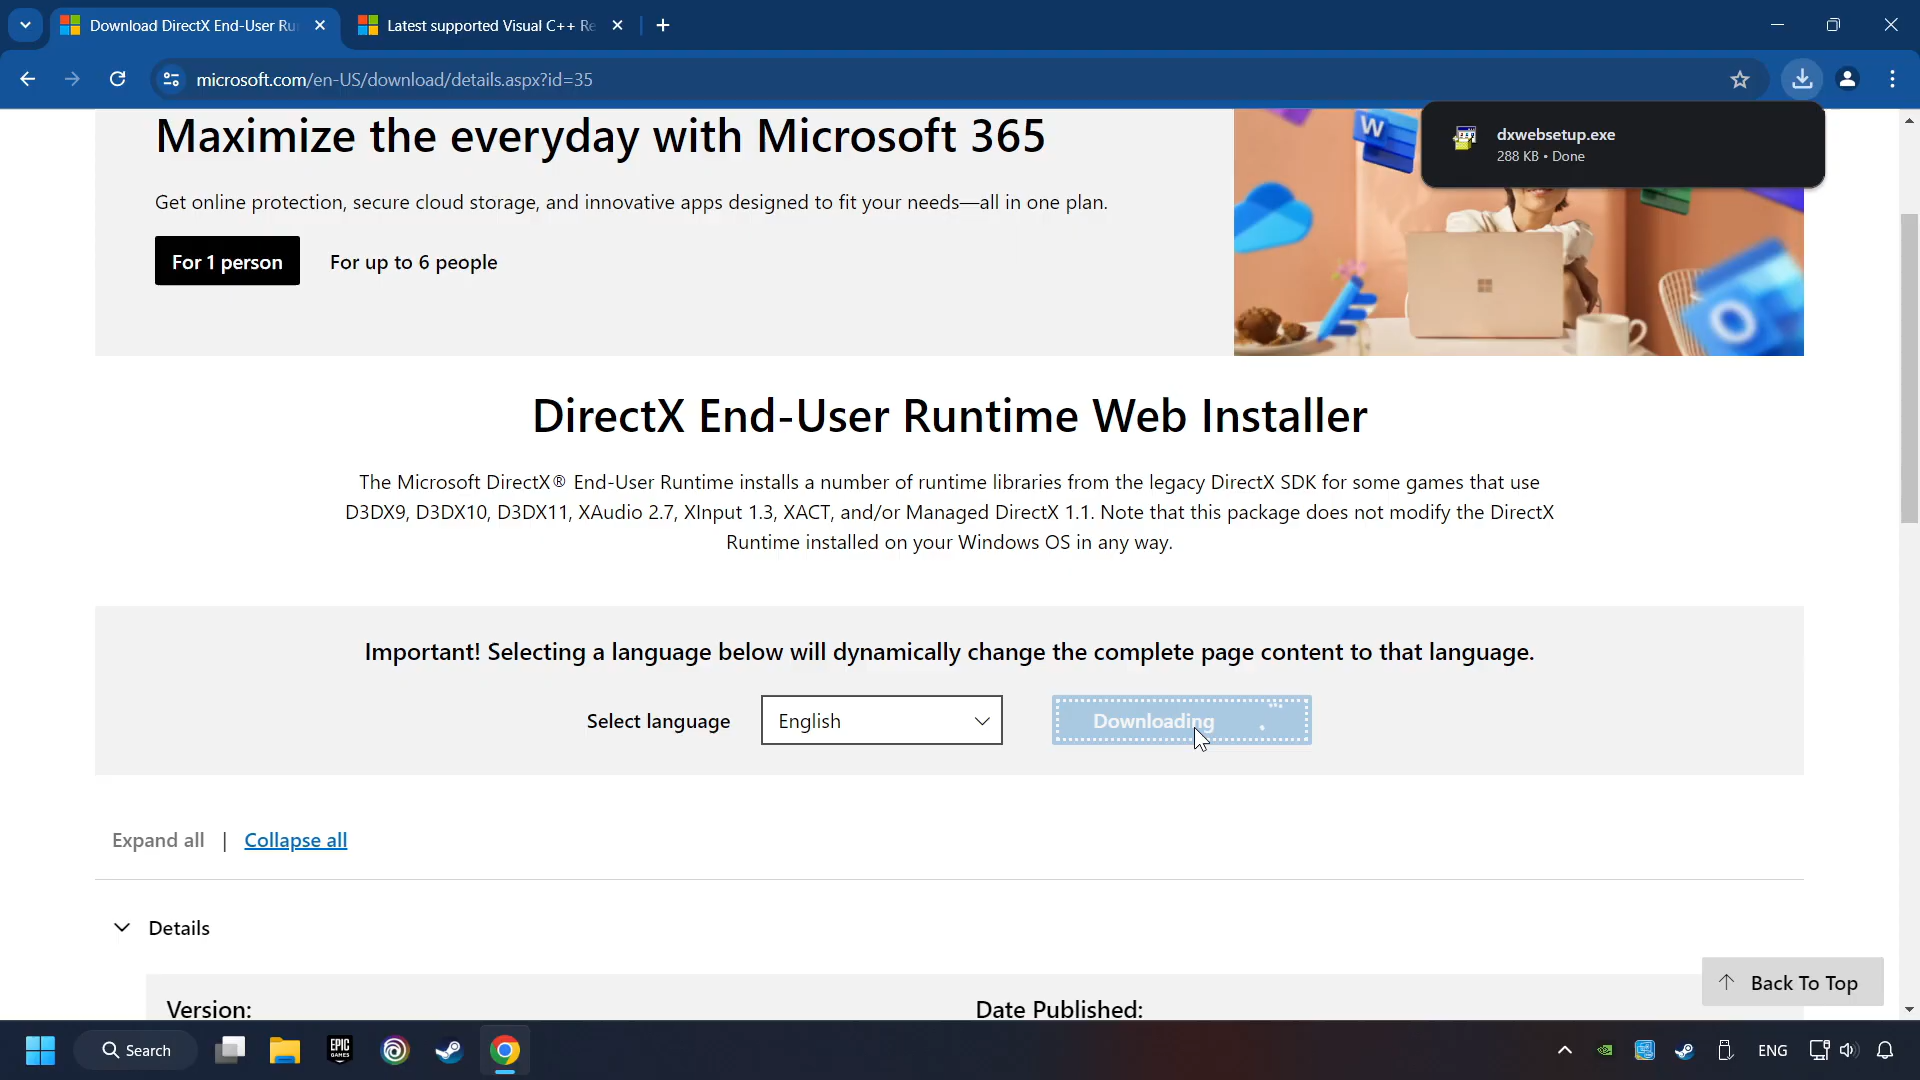 Download DirectX End-User Ru
Latest supported Visual C++ Re
microsoft.com/en-US/download/details.aspx?id=35
dxwebsetup.exe
288 KB • Done
Maximize the everyday with Microsoft 365
Get online protection, secure cloud storage, and innovative apps designed to fit your needs—all in one plan.
For 1 person
For up to 6 people
W
O
DirectX End-User Runtime Web Installer
The Microsoft DirectX® End-User Runtime installs a number of runtime libraries from the legacy DirectX SDK for some games that use
D3DX9, D3DX10, D3DX11, XAudio 2.7, XInput 1.3, XACT, and/or Managed DirectX 1.1. Note that this package does not modify the DirectX
Runtime installed on your Windows OS in any way.
Important! Selecting a language below will dynamically change the complete page content to that language.
Select language
English
Downloading
Expand all | Collapse all
Details
Back To Top
Version:
Date Published:
Search
EPIC
GAMES
ENG